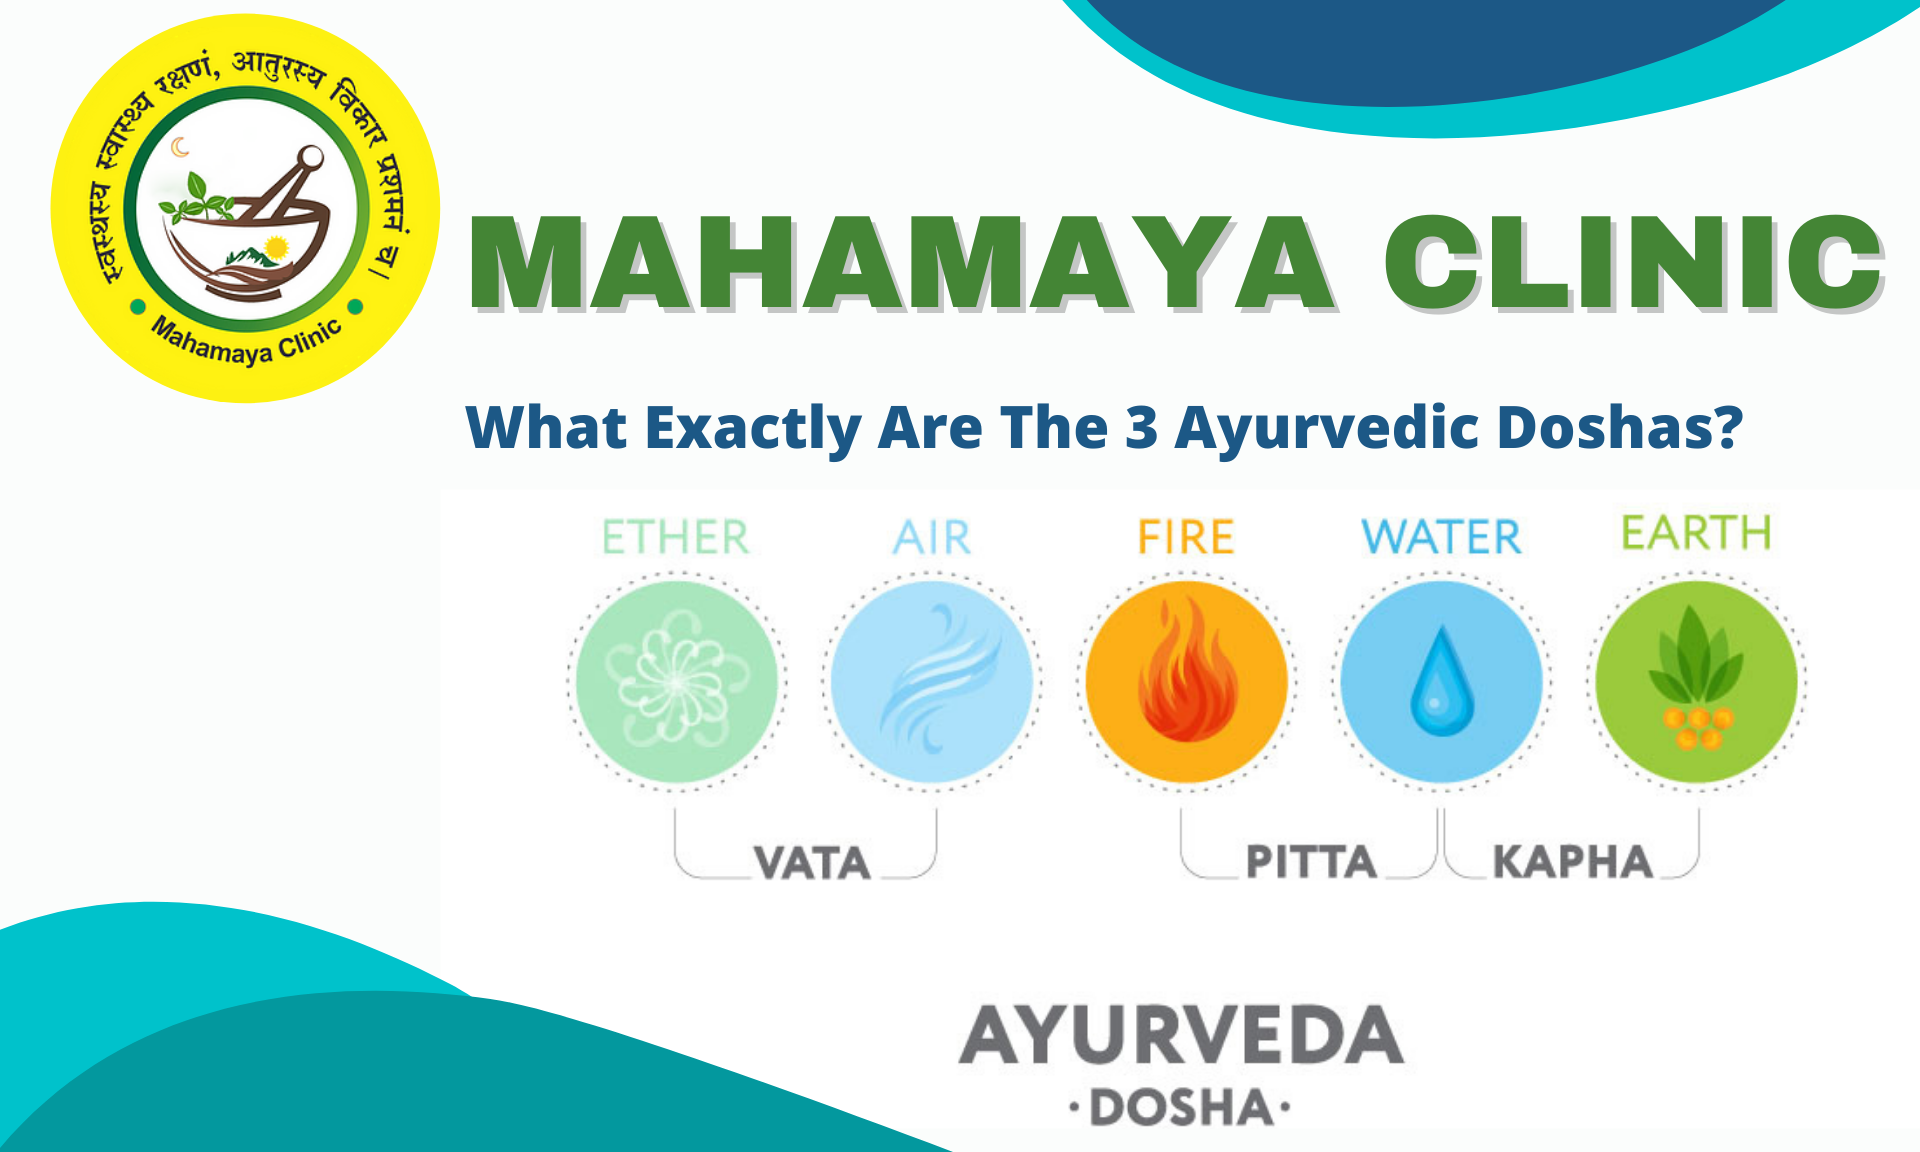 स्वस्थस्य स्वास्थ्य रक्षणं, आतुरस्य विकार प्रशमनं च।
Mahamaya Clinic
MAHAMAYA CLINIC
What Exactly Are The 3 Ayurvedic Doshas?
ETHER AIR FIRE WATER EARTH
VATA PITTA KAPHA
AYURVEDA
·DOSHA·